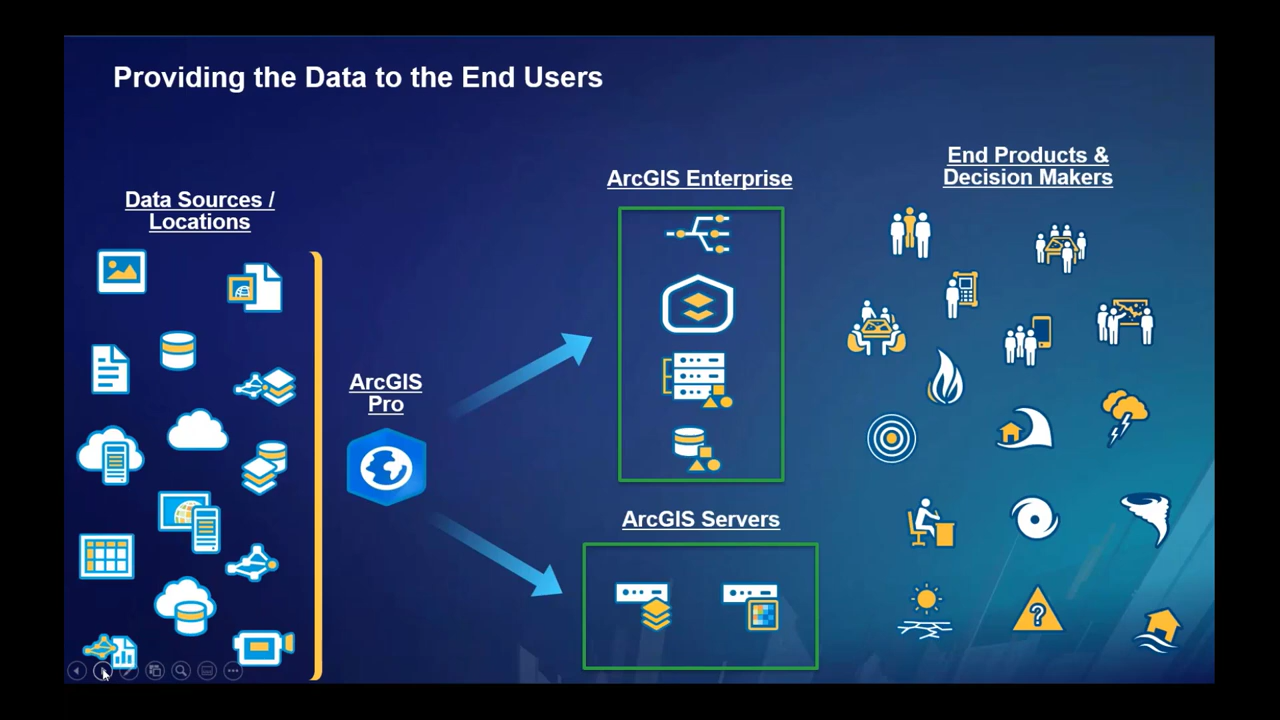 Providing the Data to the End Users
Data Sources /
Locations
ArcGIS
Pro
ArcGIS Enterprise
ArcGIS Servers
End Products &
Decision Makers
?